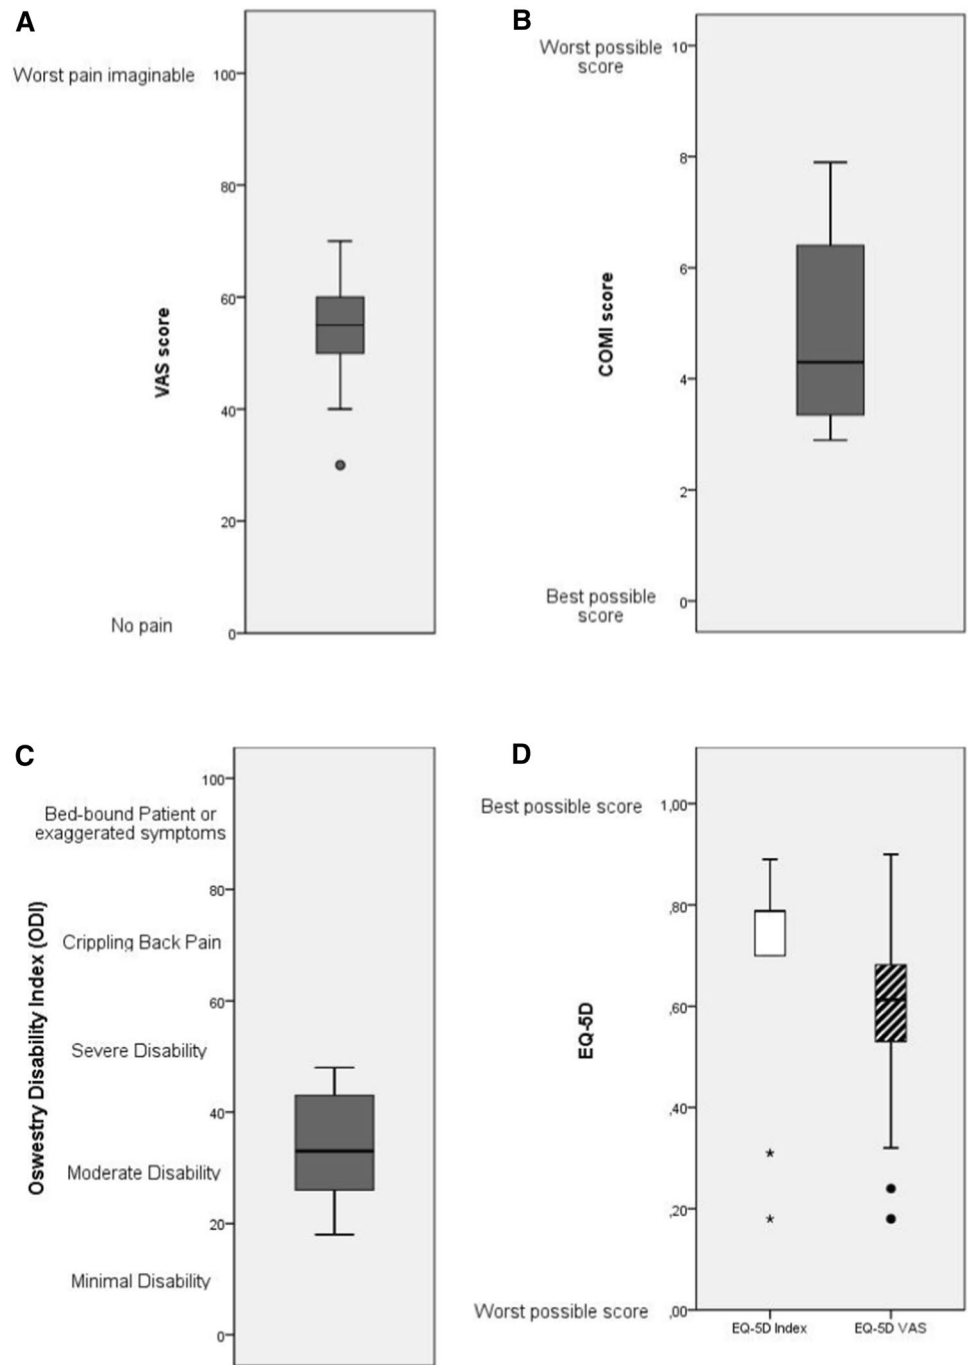 A
Worst pain imaginable
100
80
60
40
20
0
No pain
VAS score
B
Worst possible
score
10
8
6
4
2
0
Best possible
score
COMI score
C
100
Bed-bound Patient or
exaggerated symptoms
80
Crippling Back Pain
60
Severe Disability
40
Moderate Disability
20
Minimal Disability
0
Oswestry Disability Index (ODI)
D
Best possible score
1,00
,80
,60
,40
,20
,00
Worst possible score
EQ-5D
EQ-5D Index
EQ-5D VAS